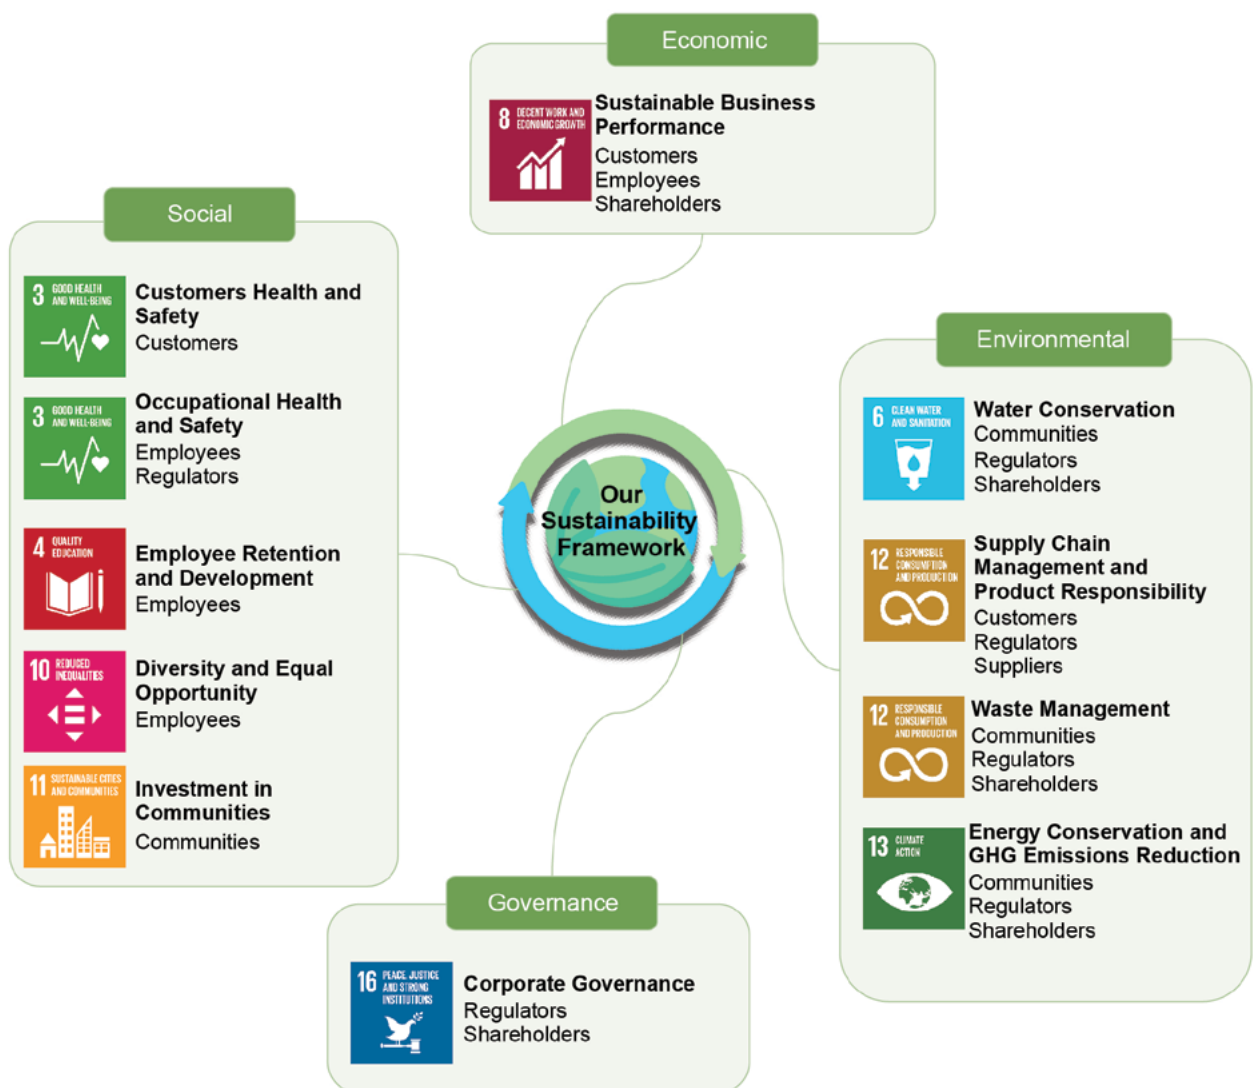 Economic
8 DECENT WORK AND
ECONOMIC GROWTH
Sustainable Business
Performance
Customers
Employees
Shareholders
Social
3 GOOD HEALTH
AND WELL-BEING
Customers Health and
Safety
Customers
3 GOOD HEALTH
AND WELL-BEING
Occupational Health
and Safety
Employees
Regulators
4 QUALITY
EDUCATION
Employee Retention
and Development
Employees
10 REDUCED
INEQUALITIES
Diversity and Equal
Opportunity
Employees
11 SUSTAINABLE CITIES
AND COMMUNITIES
Investment in
Communities
Communities
Our
Sustainability
Framework
Environmental
6 CLEAN WATER
AND SANITATION
Water Conservation
Communities
Regulators
Shareholders
12 RESPONSIBLE
CONSUMPTION
AND PRODUCTION
Supply Chain
Management and
Product Responsibility
Customers
Regulators
Suppliers
12 RESPONSIBLE
CONSUMPTION
AND PRODUCTION
Waste Management
Communities
Regulators
Shareholders
13 CLIMATE
ACTION
Energy Conservation and
GHG Emissions Reduction
Communities
Regulators
Shareholders
Governance
16 PEACE, JUSTICE
AND STRONG
INSTITUTIONS
Corporate Governance
Regulators
Shareholders